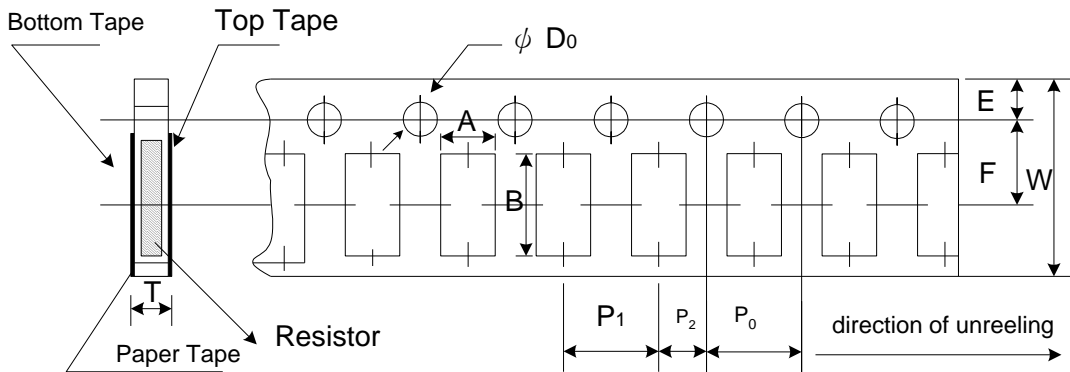 Bottom Tape
Top Tape
ψ D0
E
A
F
W
B
T
P1
P2
P0
Resistor
direction of unreeling
Paper Tape